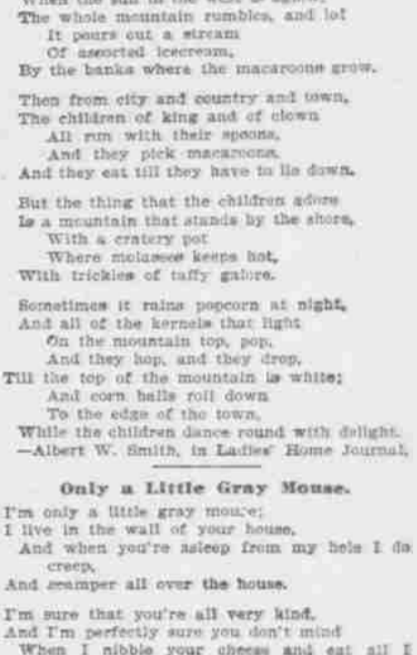 The whole mountain rumbles, and lo!
It pours out a stream
Of assorted icecream,
By the banks where the macaroons grow.
Then from city and country and town,
The children of king and of clown
All run with their spoons,
And they pick macaroons,
And they eat till they have to lie down.
But the thing that the children adore
Is a mountain that stands by the shore,
With a cratery pot
Where molasses keeps hot,
With trickles of taffy galore.
Sometimes it rains popcorn at night,
And all of the kernels that light
On the mountain top, pop,
And they hop, and they drop,
Till the top of the mountain is white;
And corn balls roll down
To the edge of the town,
While the children dance round with delight.
—Albert W. Smith, in Ladies' Home Journal.
Only a Little Gray Mouse.
I'm only a little gray mouse;
I live in the wall of your house,
And when you're asleep from my hole I do
creep,
And scamper all over the house.
I'm sure that you're all very kind,
And I'm perfectly sure you don't mind
When I nibble your cheese and eat all I